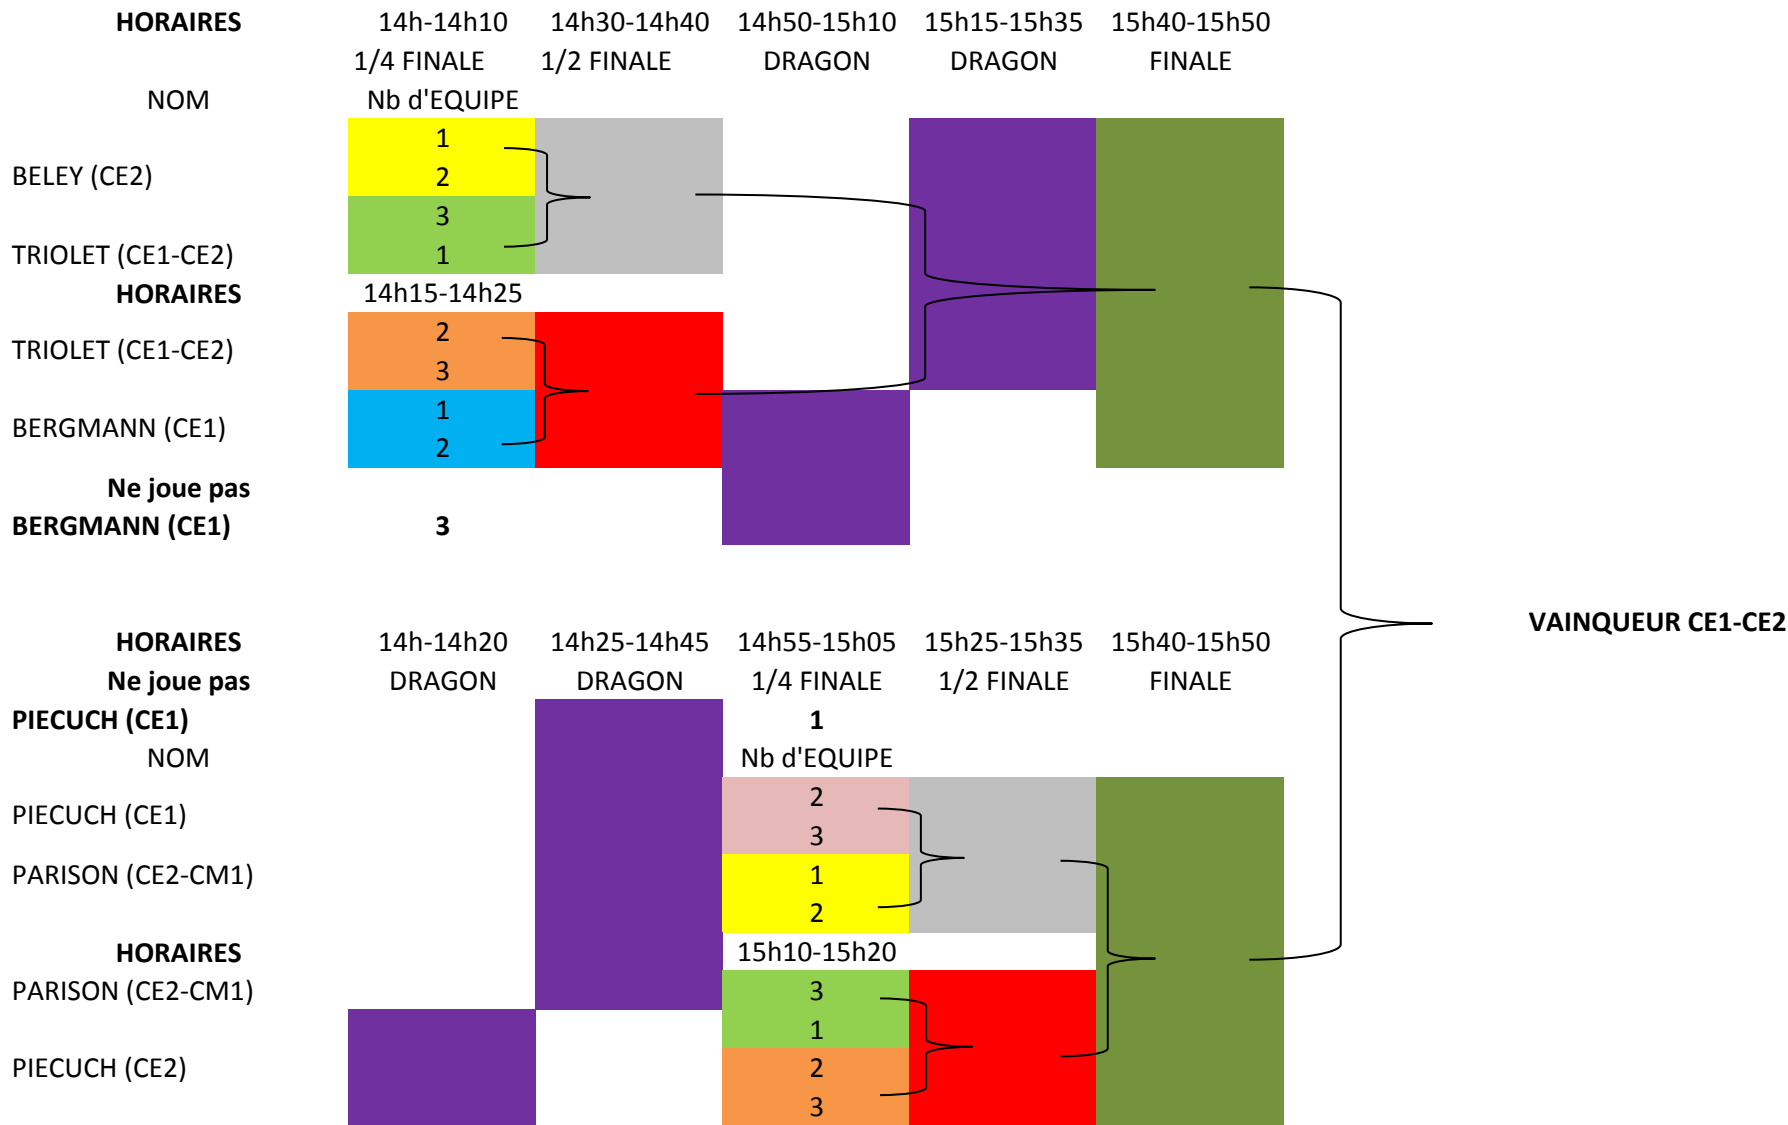 HORAIRES 14h-14h10 14h30-14h40 14h50-15h10 15h15-15h35 15h40-15h50
1/4 FINALE 1/2 FINALE DRAGON DRAGON FINALE
NOM Nb d'EQUIPE
1
BELEY (CE2) 2
3
TRIOLET (CE1-CE2) 1
HORAIRES 14h15-14h25
2
TRIOLET (CE1-CE2)
3
1
BERGMANN (CE1)
2
Ne joue pas
BERGMANN (CE1) 3
VAINQUEUR CE1-CE2
HORAIRES 14h-14h20 14h25-14h45 14h55-15h05 15h25-15h35 15h40-15h50
Ne joue pas DRAGON DRAGON 1/4 FINALE 1/2 FINALE FINALE
PIECUCH (CE1) 1
NOM Nb d'EQUIPE
2
PIECUCH (CE1)
3
PARISON (CE2-CM1) 1
2
HORAIRES 15h10-15h20
PARISON (CE2-CM1) 3
1
PIECUCH (CE2) 2
3